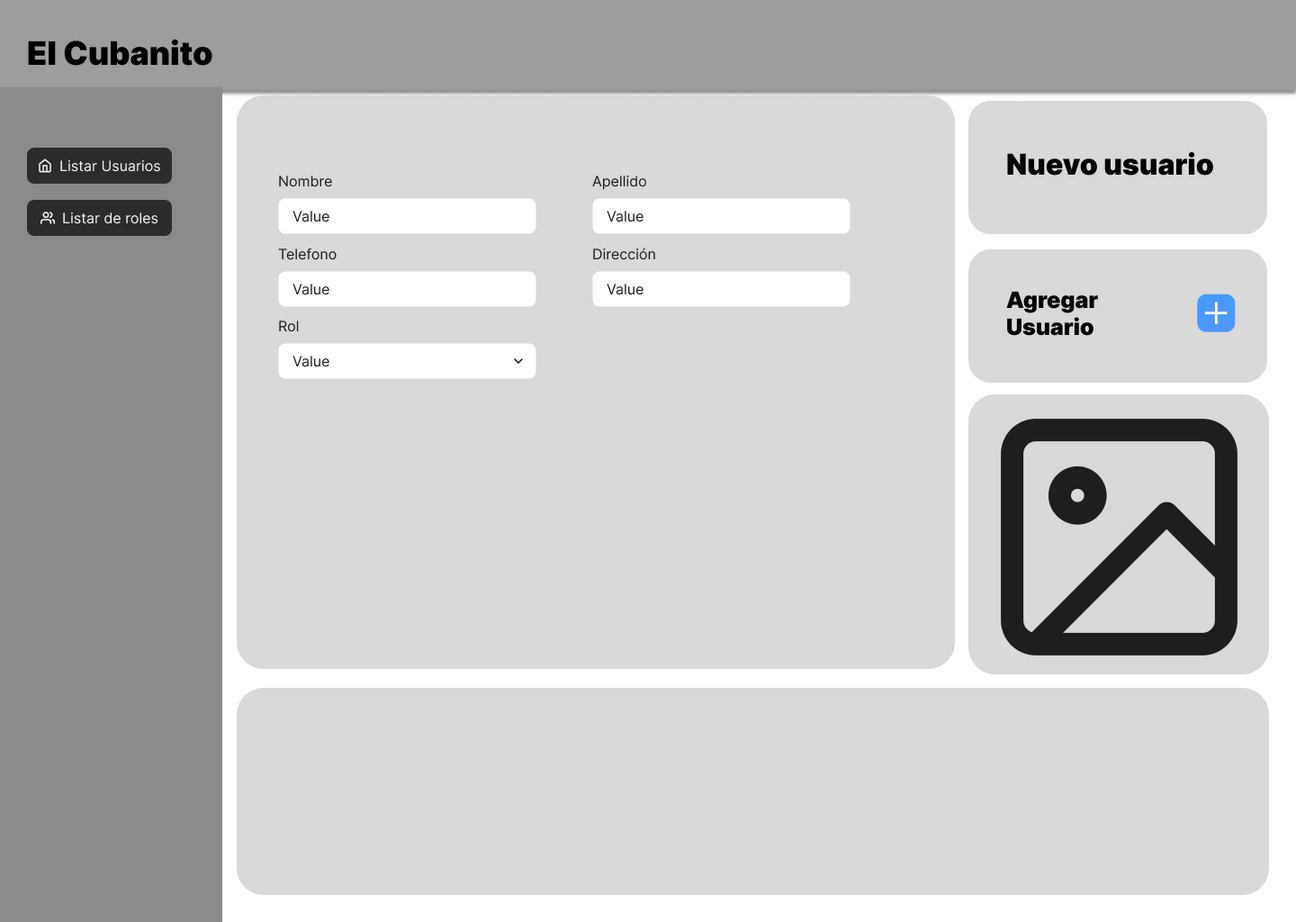 El Cubanito
Listar Usuarios
Listar de roles
Nombre
Value
Apellido
Value
Telefono
Value
Dirección
Value
Rol
Value
Nuevo usuario
Agregar
Usuario